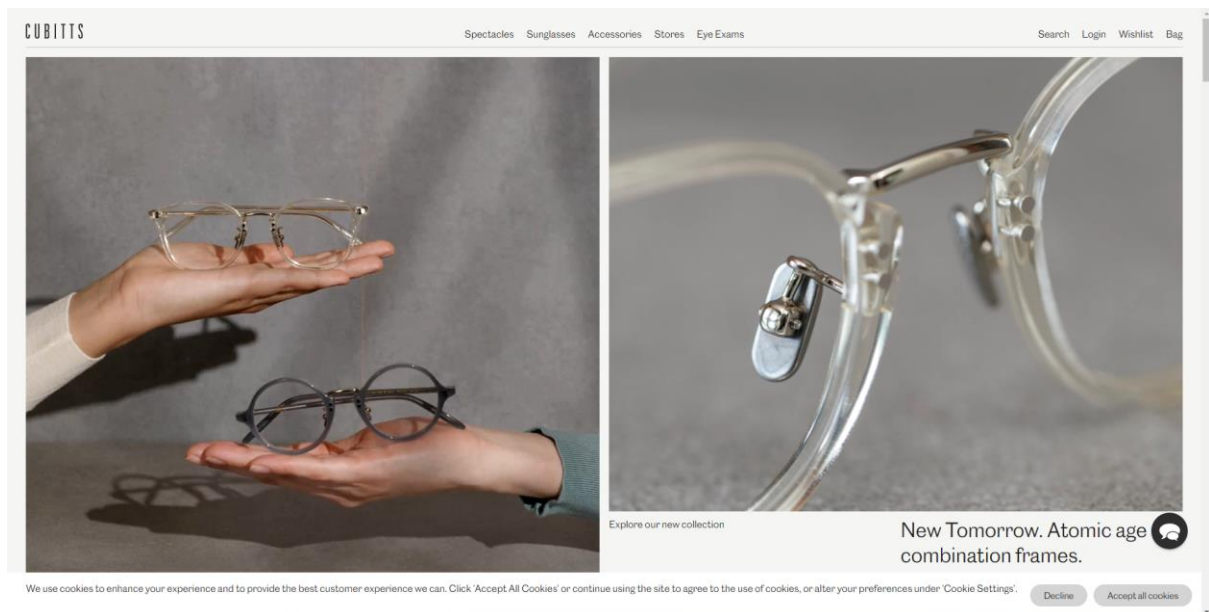 CUBITTS
Spectacles Sunglasses Accessories Stores Eye Exams
Search Login Wishlist Bag
Explore our new collection
New Tomorrow. Atomic age
combination frames.
We use cookies to enhance your experience and to provide the best customer experience we can. Click 'Accept All Cookies' or continue using the site to agree to the use of cookies, or alter your preferences under 'Cookie Settings'.
Decline
Accept all cookies